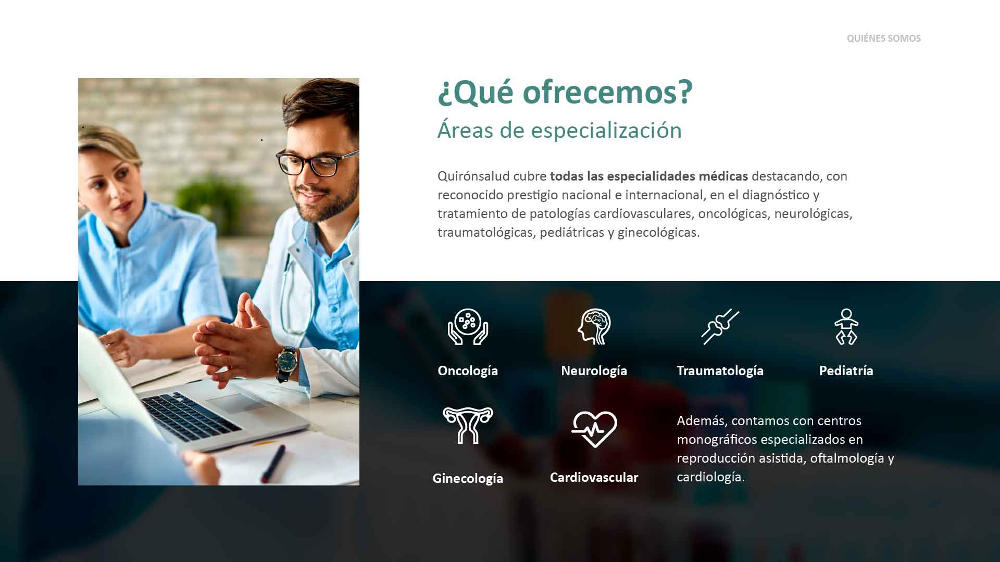 QUIÉNES SOMOS
¿Qué ofrecemos?
Áreas de especialización
Quirónsalud cubre todas las especialidades médicas destacando, con
reconocido prestigio nacional e internacional, en el diagnóstico y
tratamiento de patologías cardiovasculares, oncológicas, neurológicas,
traumatológicas, pediátricas y ginecológicas.
Oncología
Neurología
Traumatología
Pediatría
Ginecología
Cardiovascular
Además, contamos con centros
monográficos especializados en
reproducción asistida, oftalmología y
cardiología.